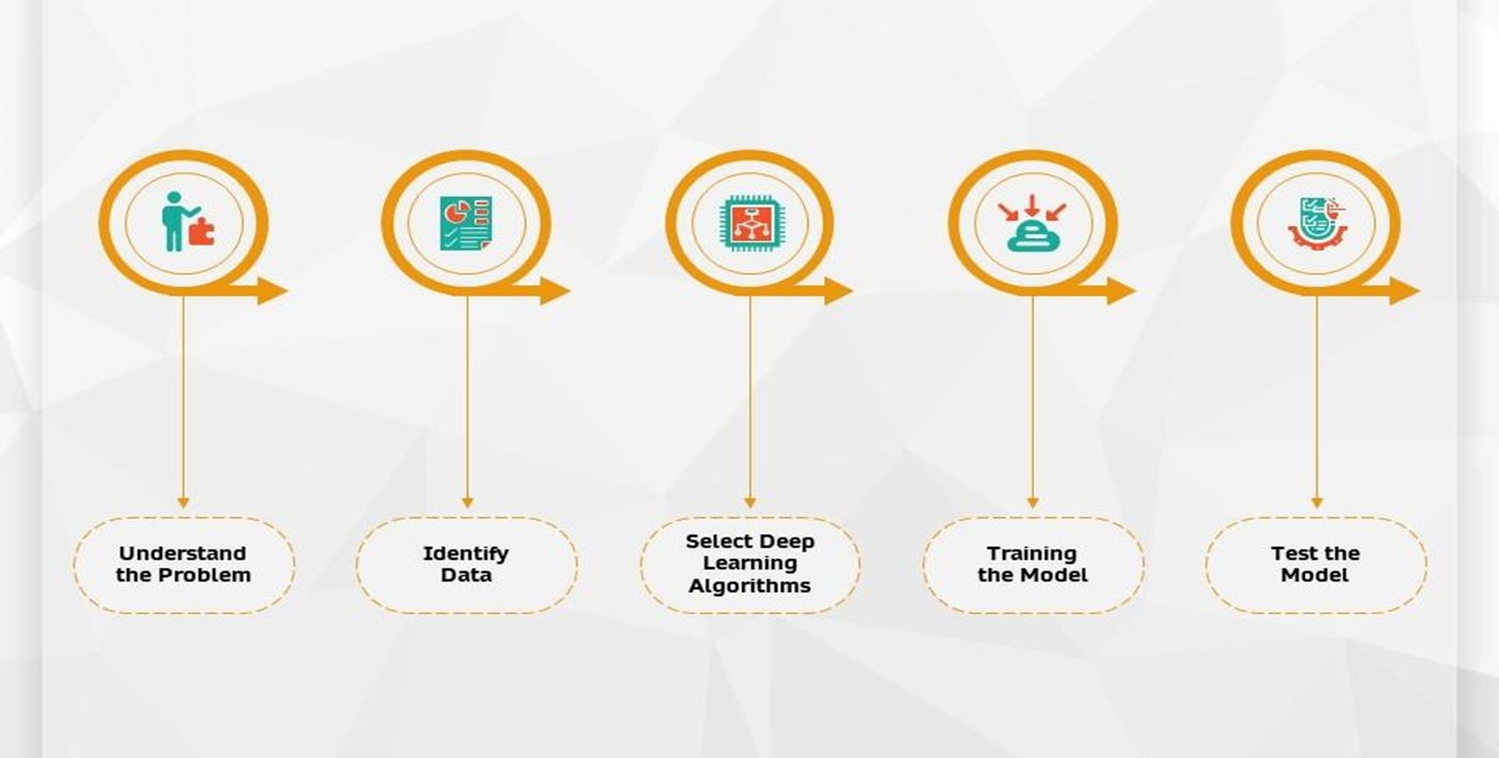 Understand
the Problem
Identify
Data
Select Deep
Learning
Algorithms
Training
the Model
Test the
Model